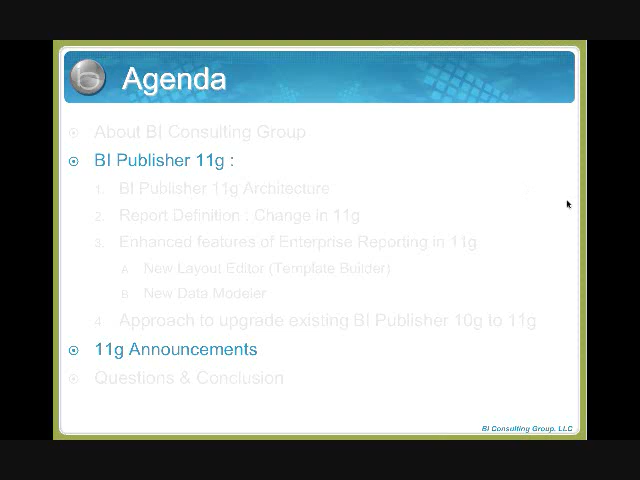 Agenda
About BI Consulting Group
BI Publisher 11g :
1. BI Publisher 11g Architecture
2. Report Definition : Change in 11g
3. Enhanced features of Enterprise Reporting in 11g
A. New Layout Editor (Template Builder)
B. New Data Modeler
4. Approach to upgrade existing BI Publisher 10g to 11g
11g Announcements
Questions & Conclusion
BI Consulting Group, LLC